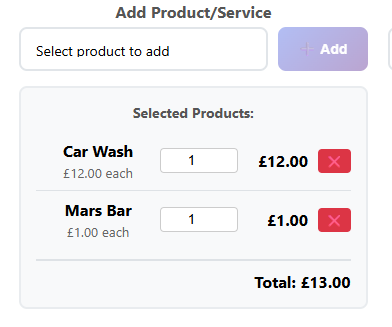 Add Product/Service
Select product to add
+ Add
Selected Products:
Car Wash
£12.00 each
1
£12.00
×
Mars Bar
£1.00 each
1
£1.00
×
Total: £13.00